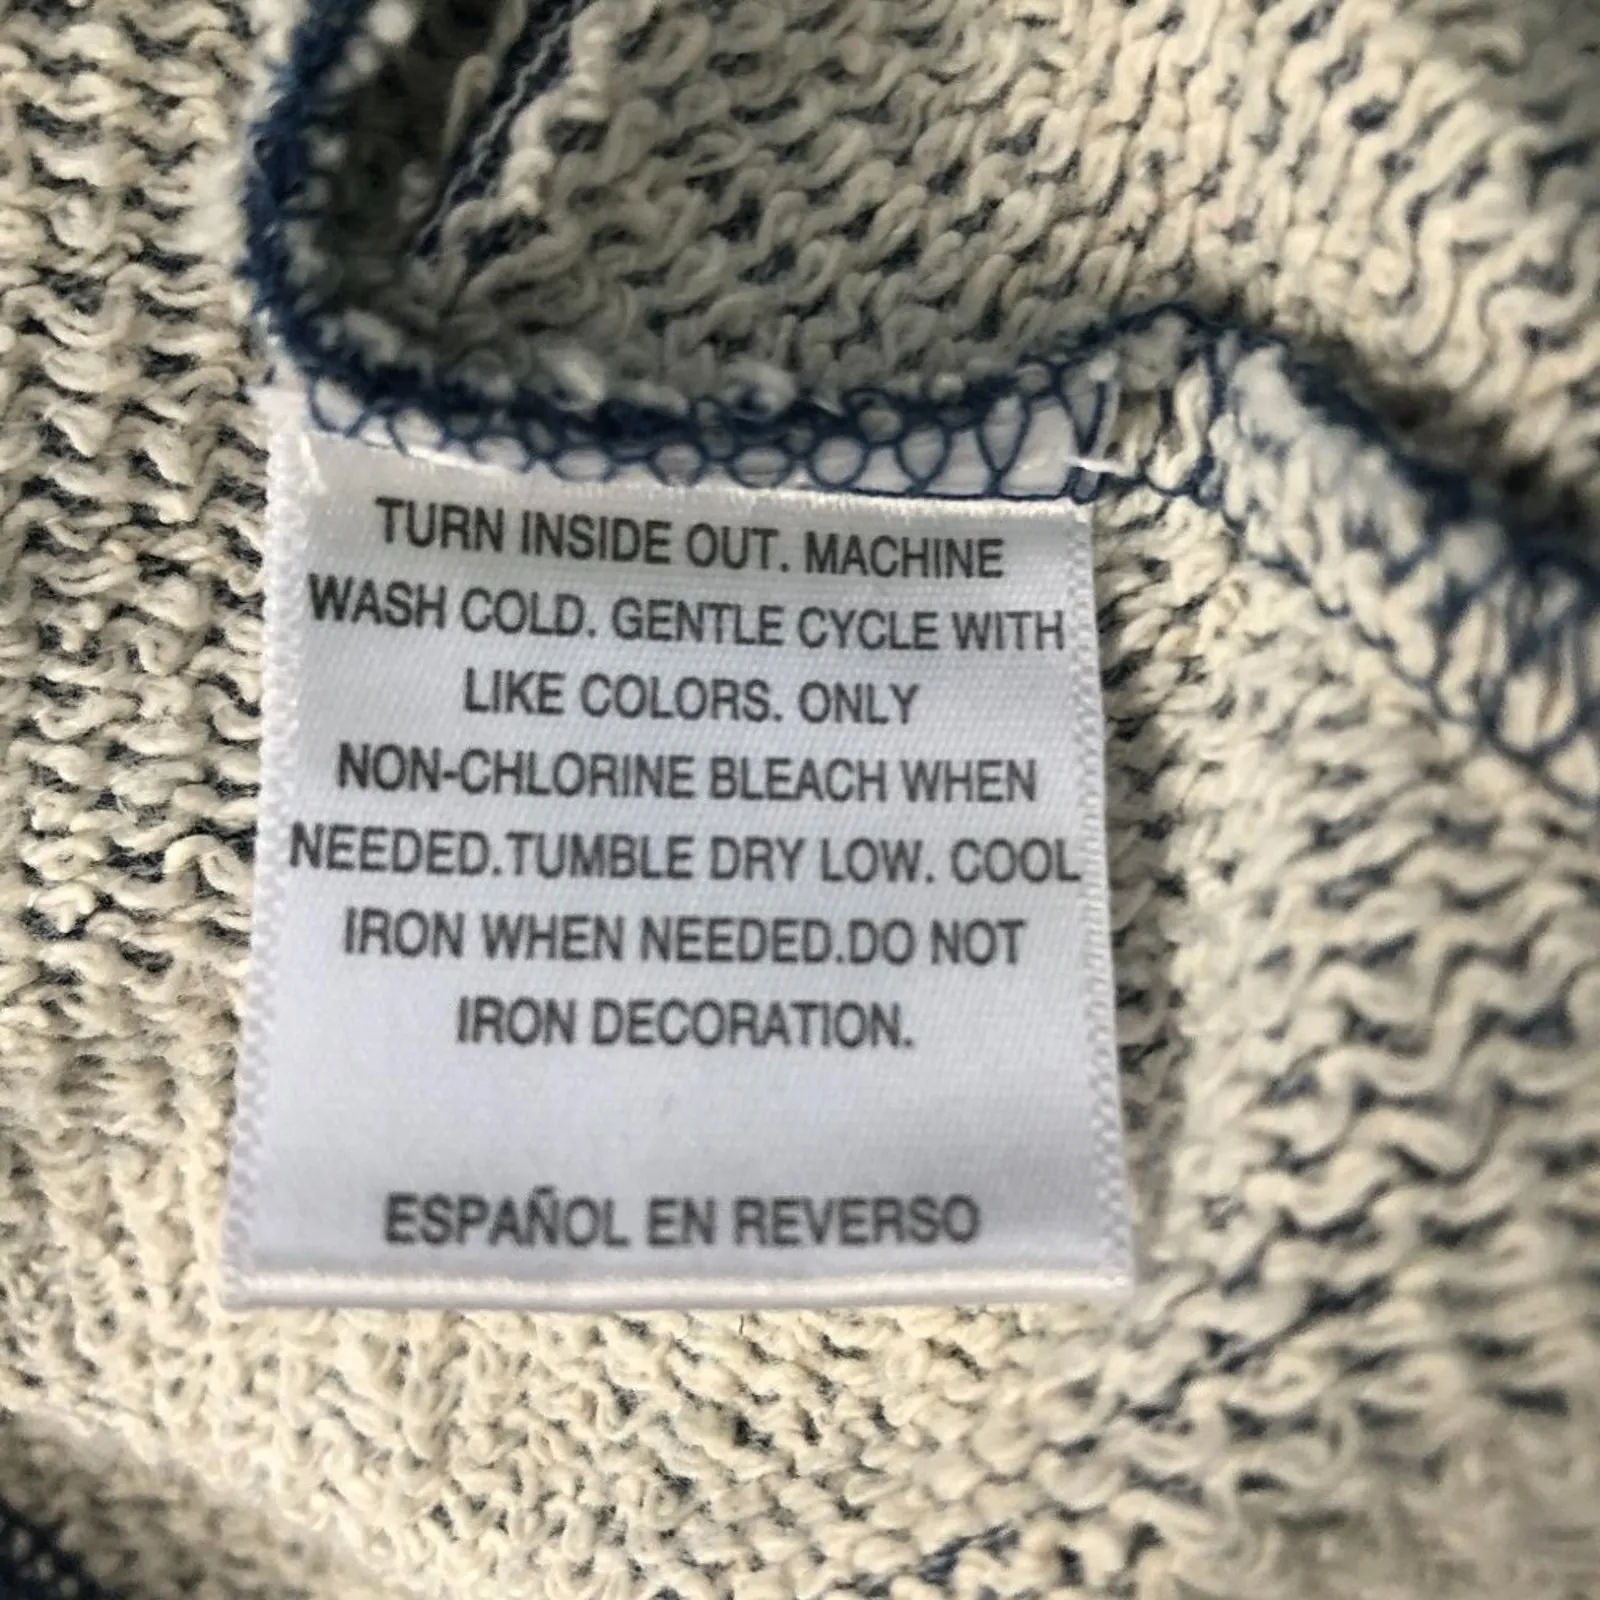 TURN INSIDE OUT. MACHINE
WASH COLD. GENTLE CYCLE WITH
LIKE COLORS. ONLY
NON-CHLORINE BLEACH WHEN
NEEDED.TUMBLE DRY LOW. COOL
IRON WHEN NEEDED.DO NOT
IRON DECORATION.
ESPAÑOL EN REVERSO